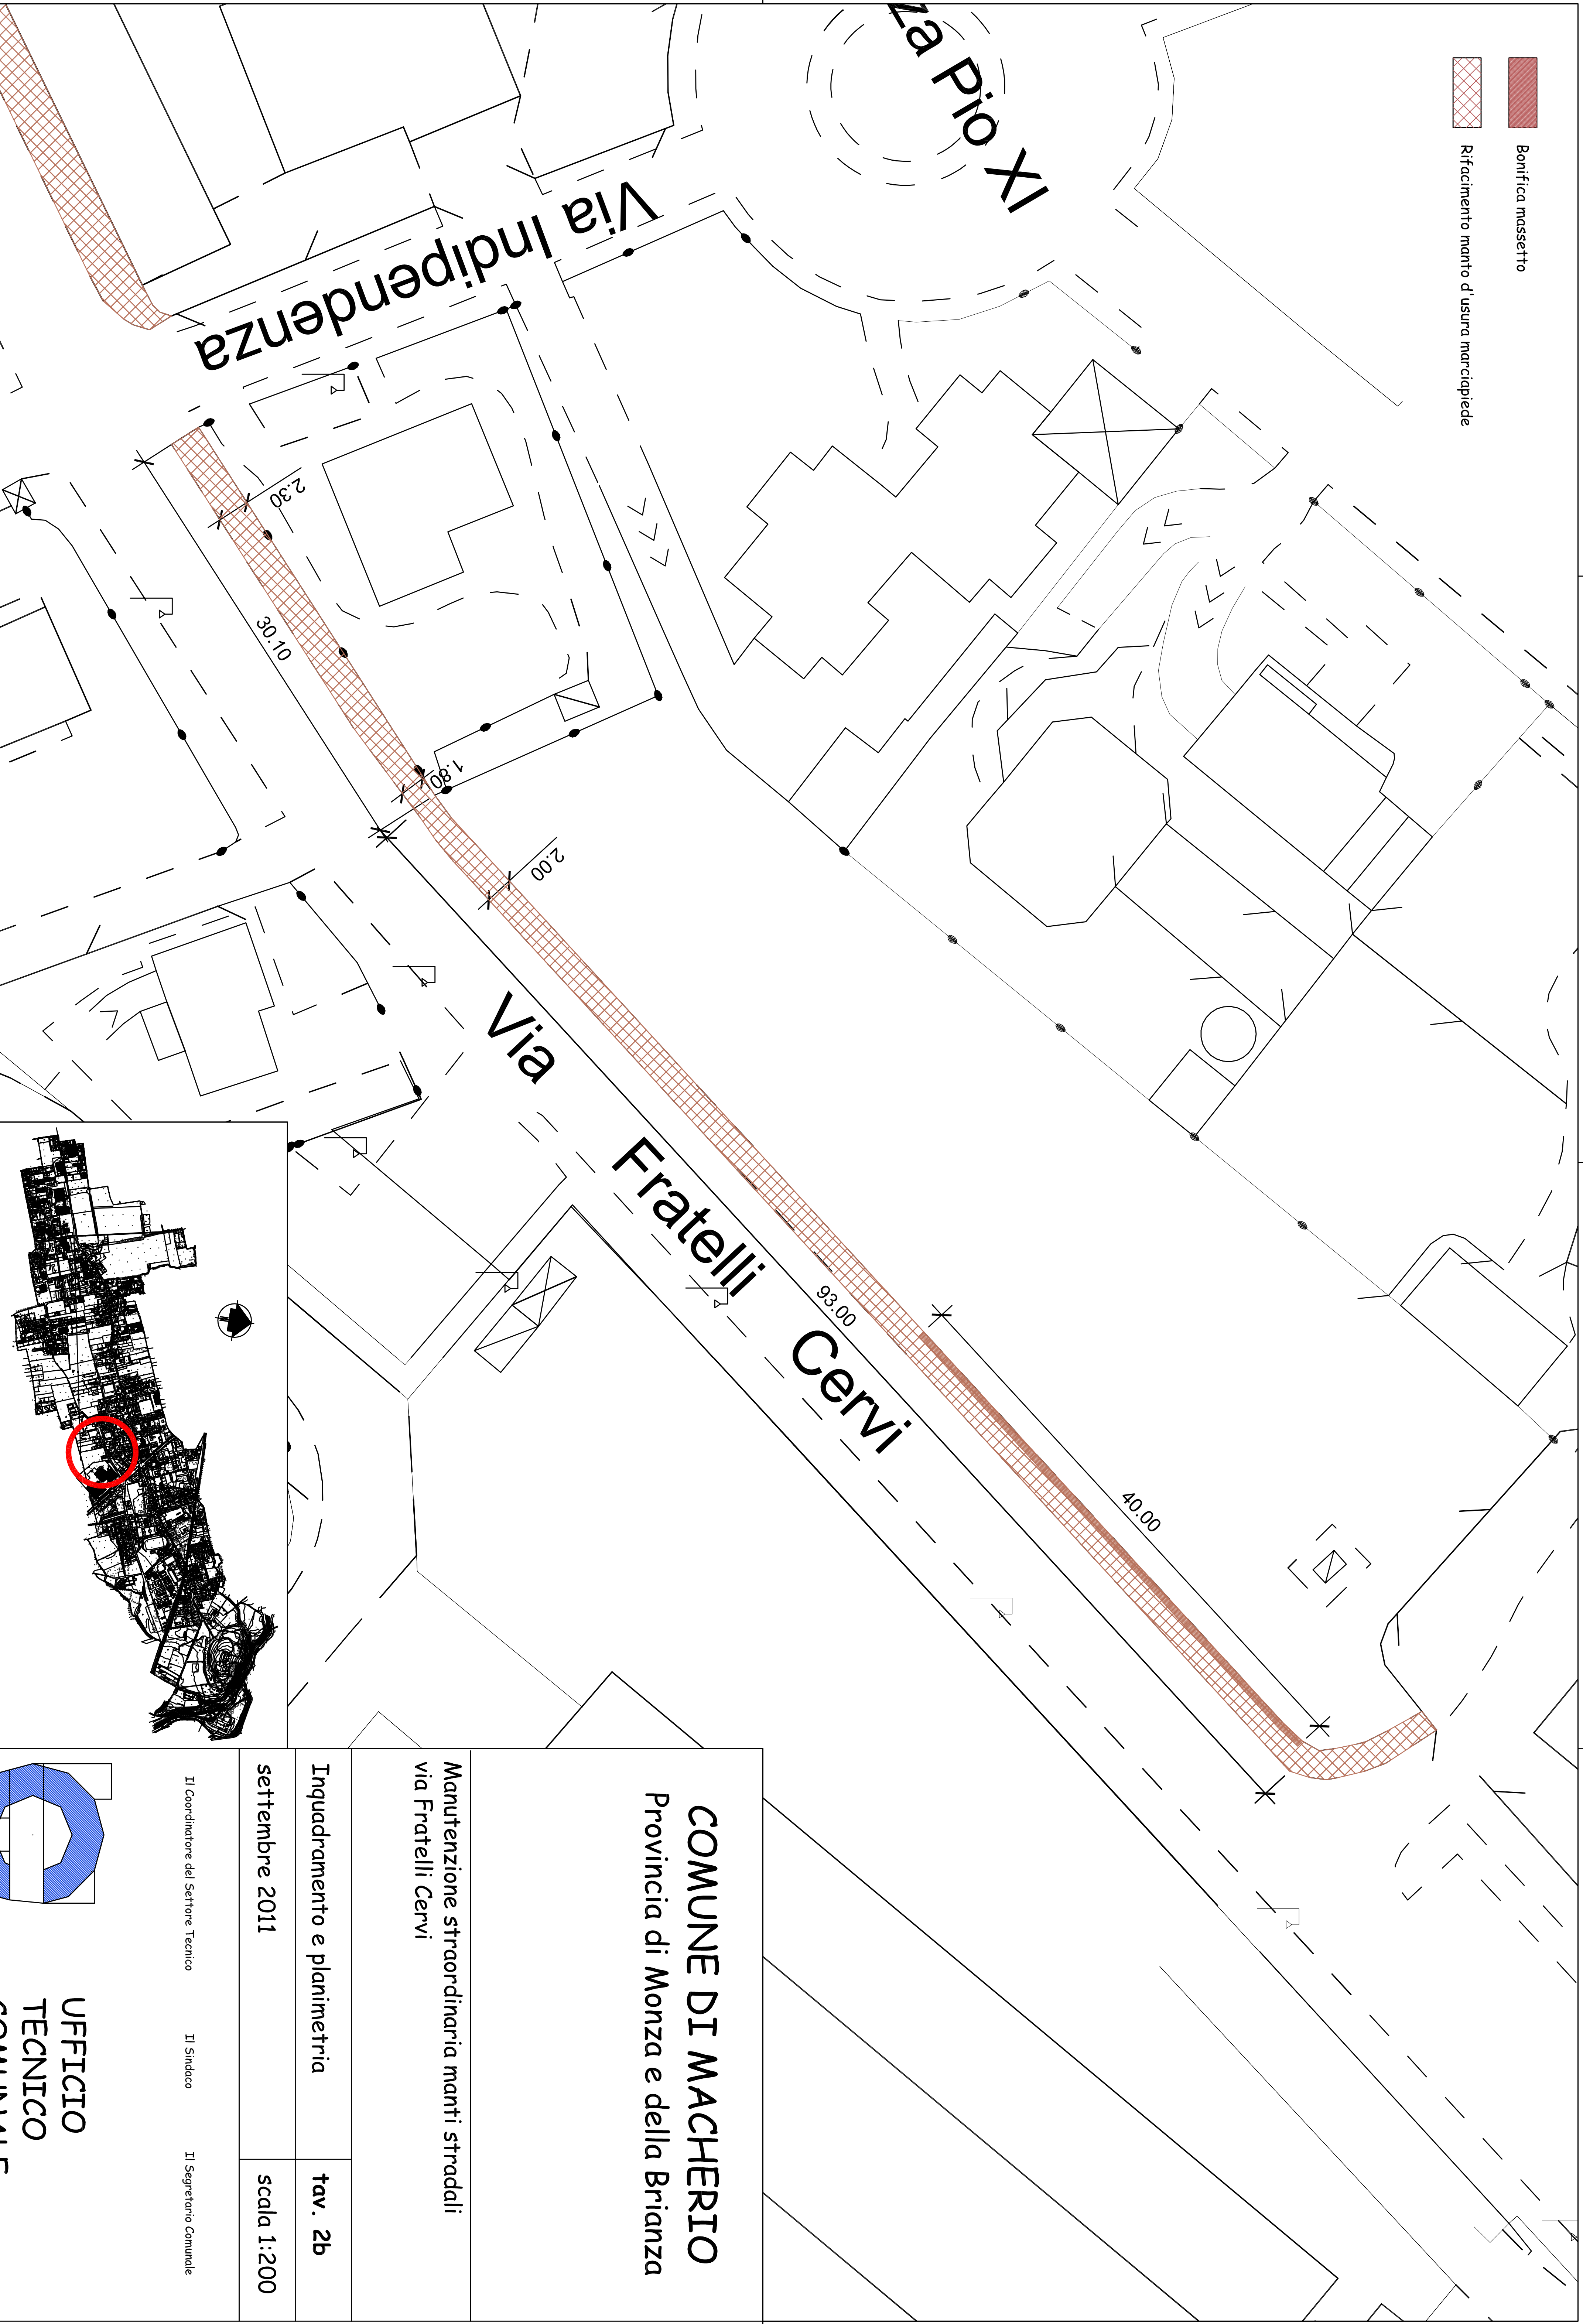 Bonifica massetto
Rifacimento manto d'usura marciapiede
za Pio XI
Via Indipendenza
2.30
30.10
1.80
2.00
Via Fratelli Cervi
93.00
40.00
COMUNE DI MACHERIO
Provincia di Monza e della Brianza
Manutenzione straordinaria manti stradali
via Fratelli Cervi
Inquadramento e planimetria
tav. 2b
settembre 2011
scala 1:200
Il Coordinatore del Settore Tecnico
Il Sindaco
Il Segretario Comunale
UFFICIO
TECNICO